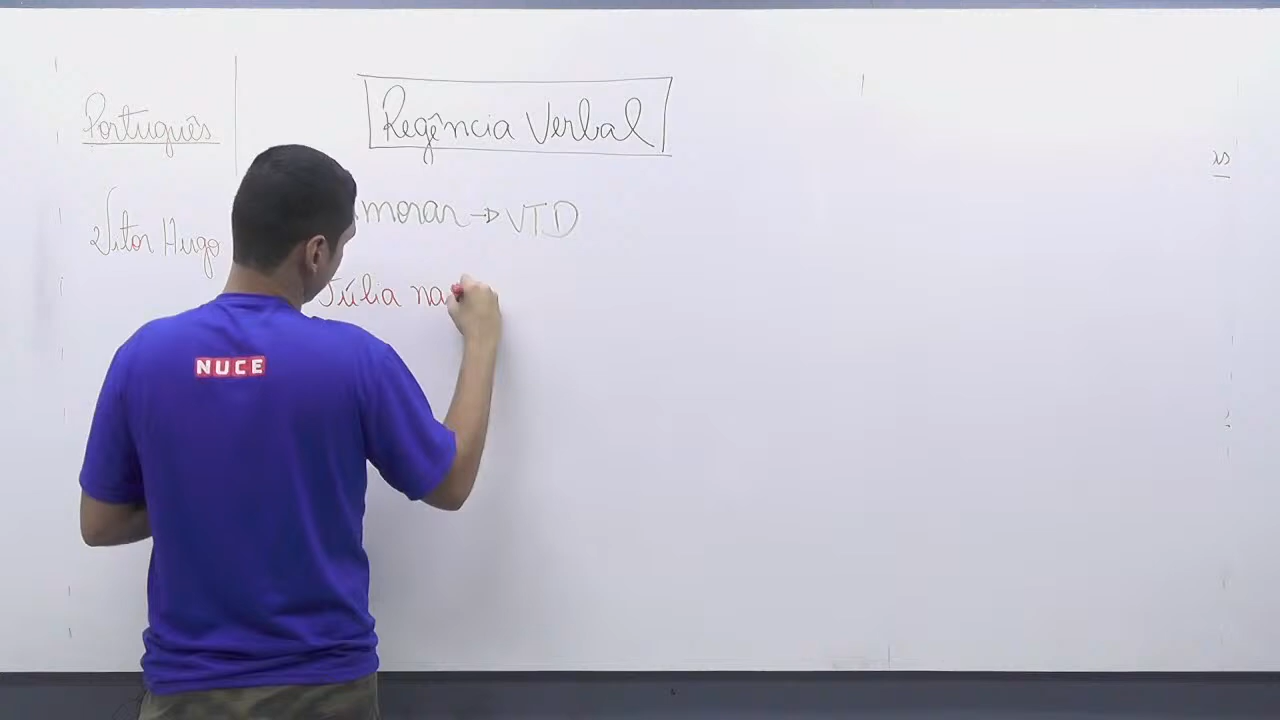 Português
Regência Verbal
Vitor Hugo
morar → VTD
Júlia na
NUCE